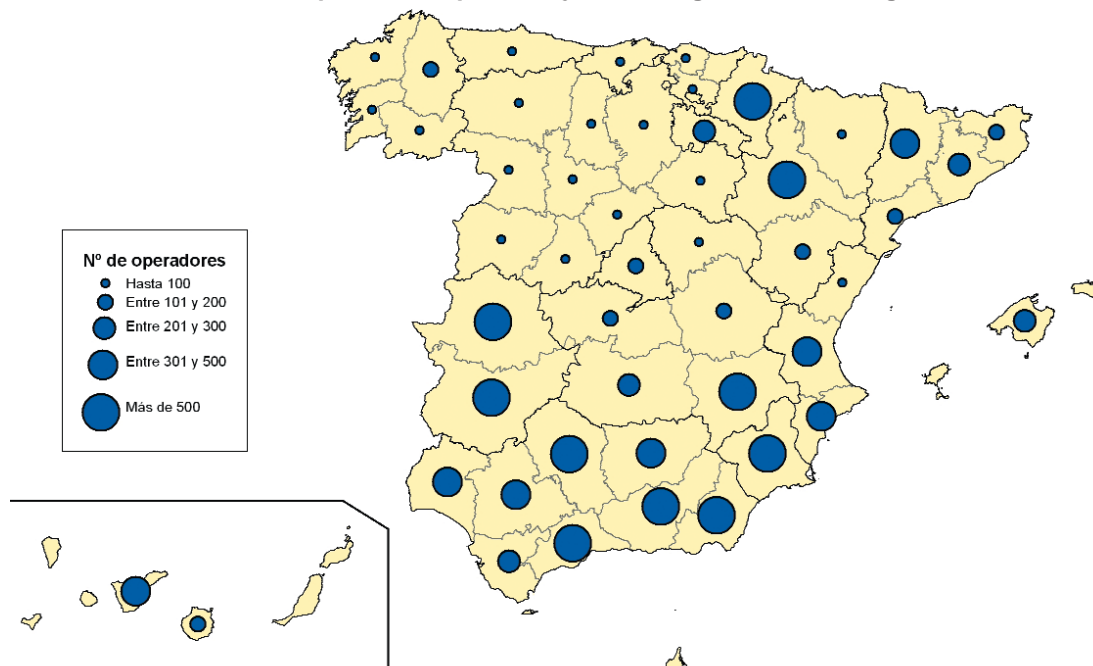 Nº de operadores
Hasta 100
Entre 101 y 200
Entre 201 y 300
Entre 301 y 500
Más de 500